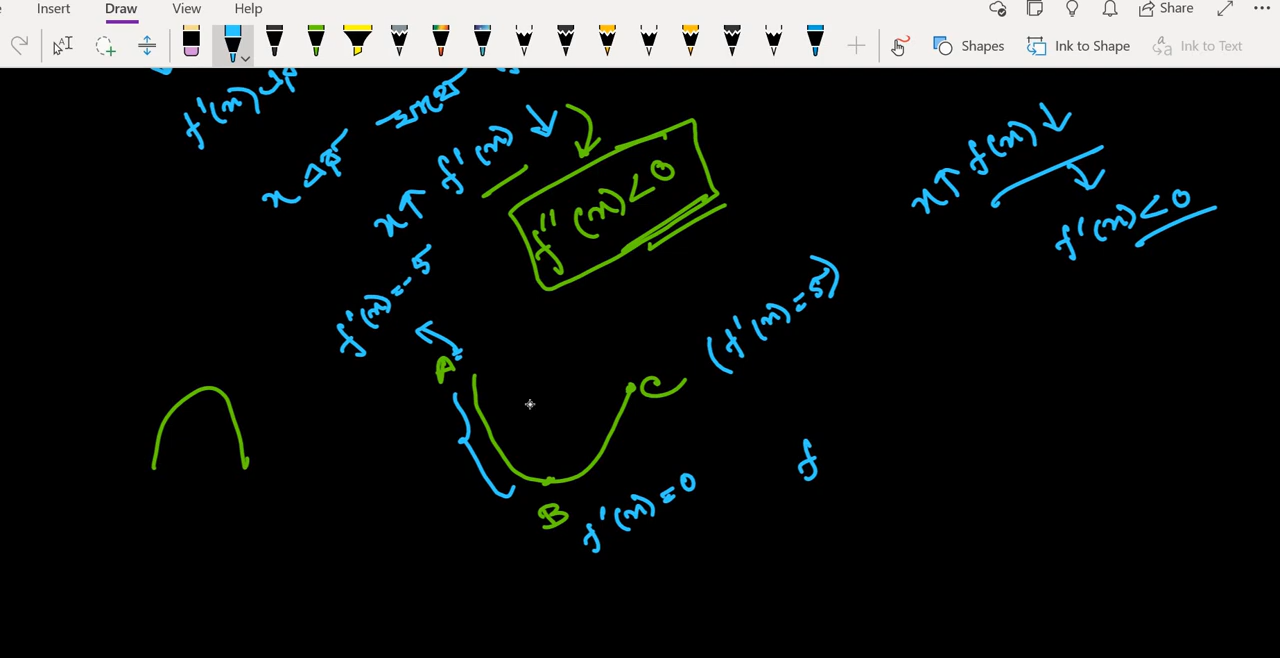 Insert Draw View Help Share
Shapes Ink to Shape Ink to Text
f'(x)
x↑ f'(x) ↓
f''(x) < 0
x↑ f(x) ↓
f'(x) < 0
f'(x) = -5
(f'(x) = 5)
A
C
B
f'(x) = 0
f